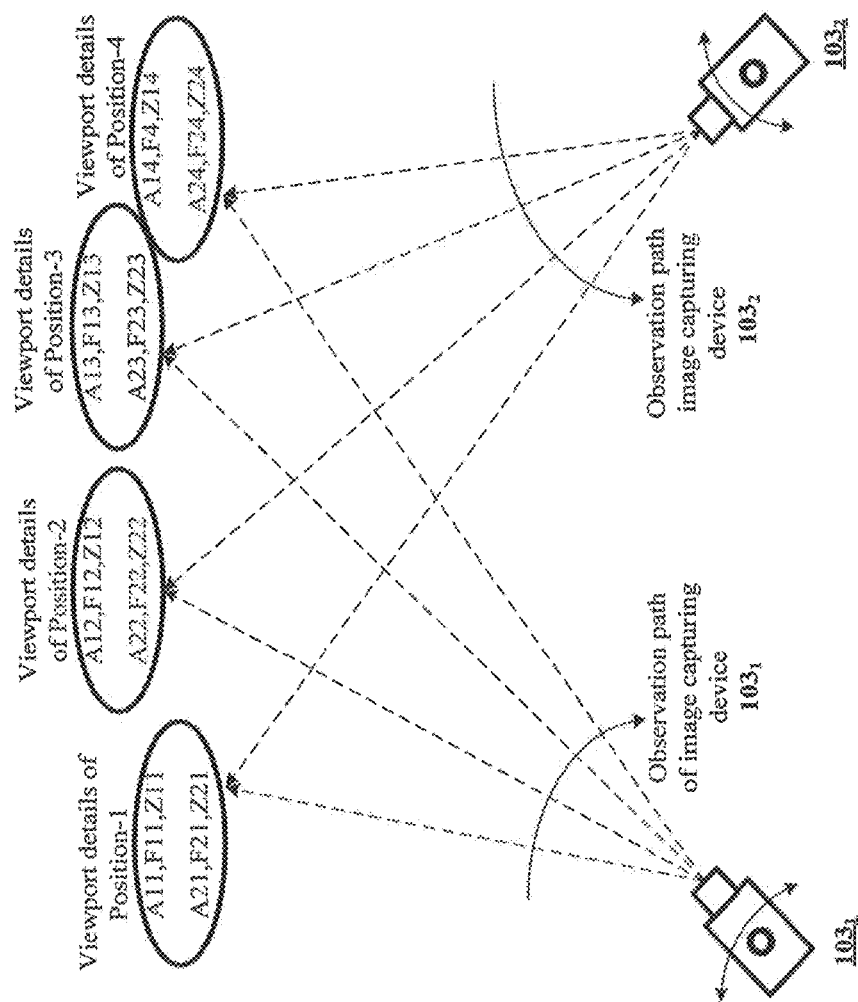 Viewport details of
Position-1
A11,F11,Z11
A21,F21,Z21
Viewport details
of Position-2
A12,F12,Z12
A22,F22,Z22
Viewport details
of Position-3
A13,F13,Z13
A23,F23,Z23
Viewport details
of Position-4
A14,F4,Z14
A24,F24,Z24
Observation path
of image capturing
device
103₁
Observation path
image capturing
device
103₂
103₁
103₂